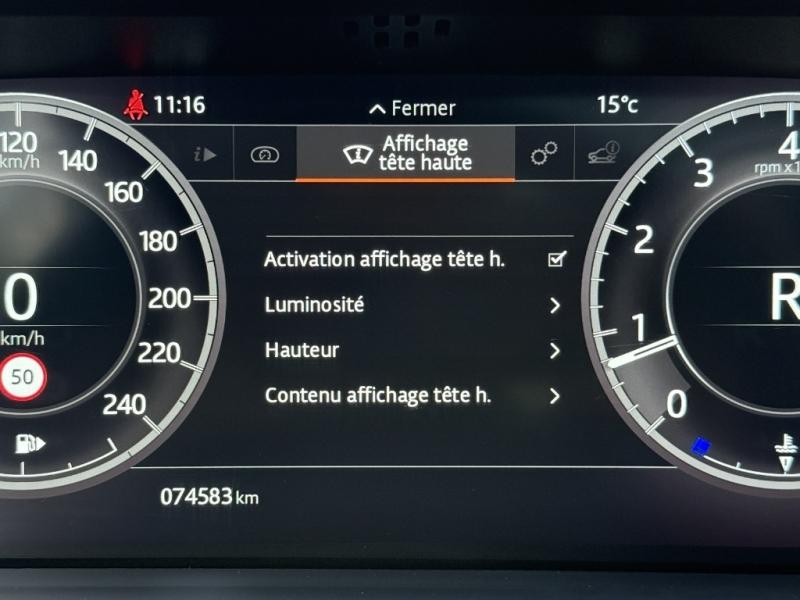 11:16
Fermer
15°c
Affichage
tête haute
Activation affichage tête h.
Luminosité
Hauteur
Contenu affichage tête h.
120
km/h
140
160
180
200
220
240
0
km/h
50
4
rpm x 1
3
2
1
0
R
074583 km